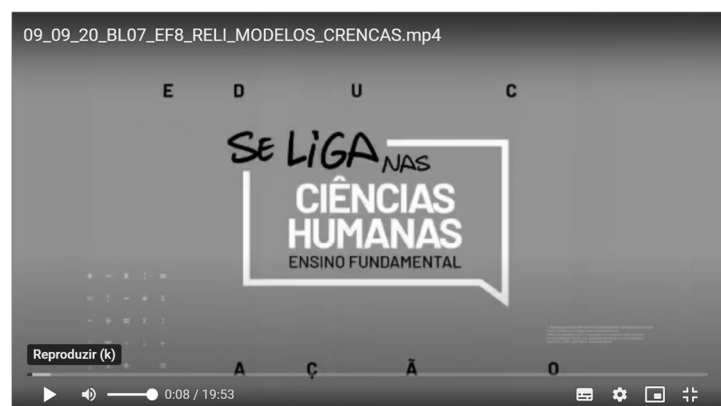 09_09_20_BL07_EF8_RELI_MODELOS_CRENCAS.mp4
E D U C
SE LiGA NAS
CIÊNCIAS
HUMANAS
ENSINO FUNDAMENTAL
Reproduzir (k)
A Ç Ã O
0:08 / 19:53